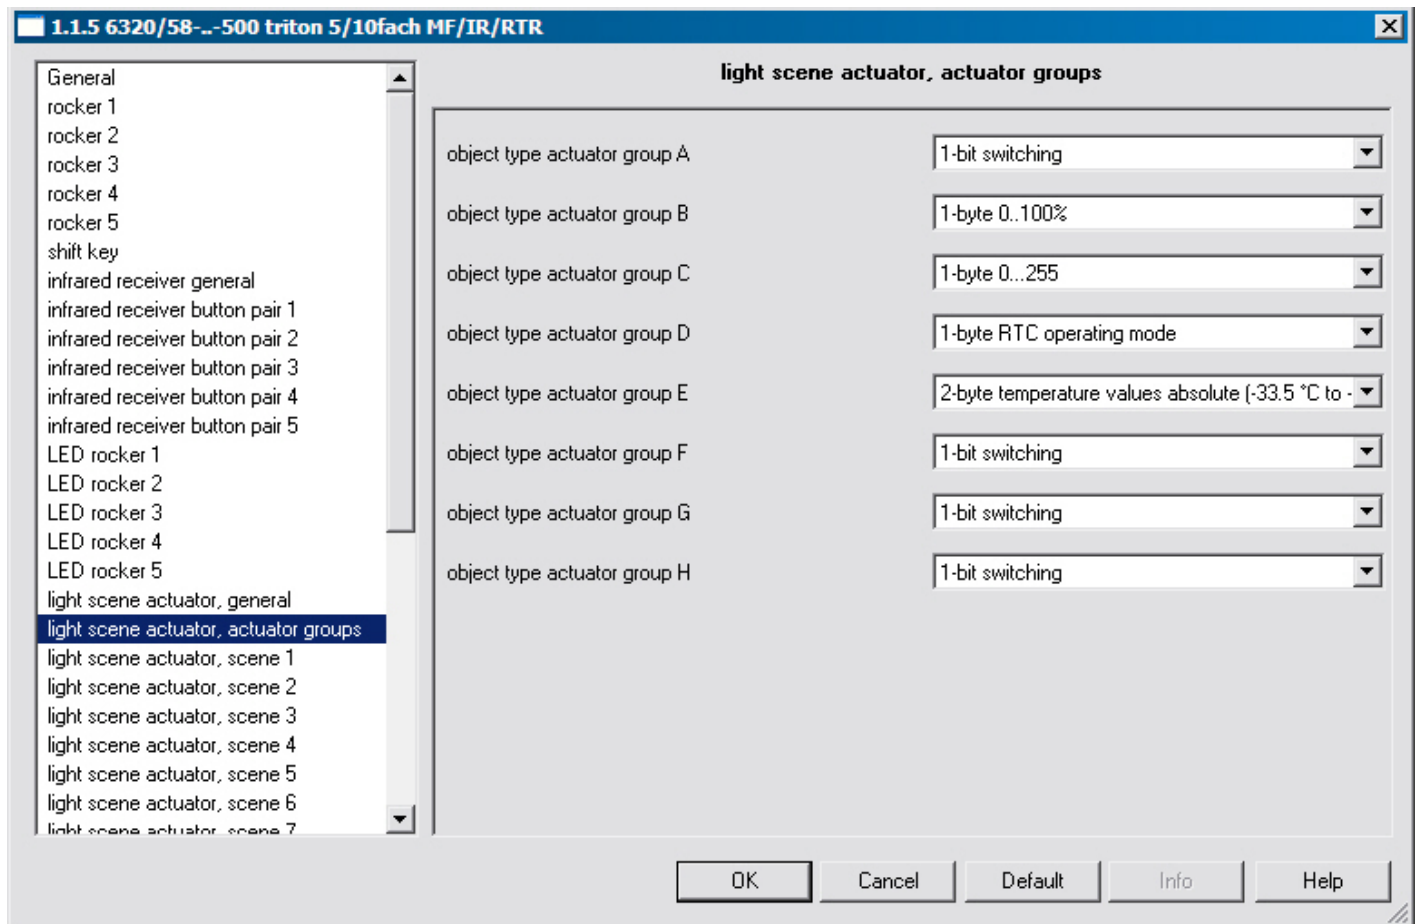 1.1.5 6320/58-..-500 triton 5/10fach MF/IR/RTR
General
rocker 1
rocker 2
rocker 3
rocker 4
rocker 5
shift key
infrared receiver general
infrared receiver button pair 1
infrared receiver button pair 2
infrared receiver button pair 3
infrared receiver button pair 4
infrared receiver button pair 5
LED rocker 1
LED rocker 2
LED rocker 3
LED rocker 4
LED rocker 5
light scene actuator, general
light scene actuator, actuator groups
light scene actuator, scene 1
light scene actuator, scene 2
light scene actuator, scene 3
light scene actuator, scene 4
light scene actuator, scene 5
light scene actuator, scene 6
light scene actuator, scene 7
light scene actuator, actuator groups
object type actuator group A 1-bit switching
object type actuator group B 1-byte 0..100%
object type actuator group C 1-byte 0...255
object type actuator group D 1-byte RTC operating mode
object type actuator group E 2-byte temperature values absolute (-33.5 °C to -
object type actuator group F 1-bit switching
object type actuator group G 1-bit switching
object type actuator group H 1-bit switching
OK Cancel Default Info Help